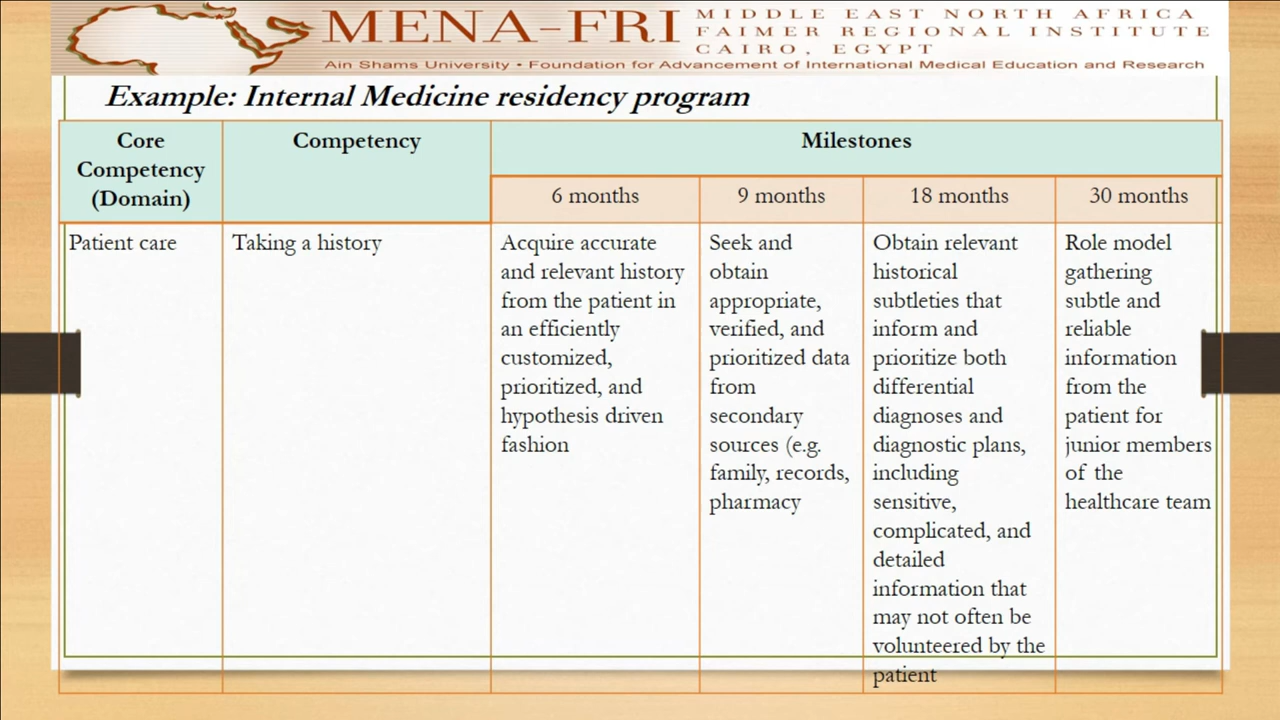 MENA-FRI
MIDDLE EAST NORTH AFRICA
FAIMER REGIONAL INSTITUTE
CAIRO, EGYPT
Ain Shams University • Foundation for Advancement of International Medical Education and Research
Example: Internal Medicine residency program
Core
Competency
(Domain)
Competency
Milestones
6 months
9 months
18 months
30 months
Patient care
Taking a history
Acquire accurate
and relevant history
from the patient in
an efficiently
customized,
prioritized, and
hypothesis driven
fashion
Seek and
obtain
appropriate,
verified, and
prioritized data
from
secondary
sources (e.g.
family, records,
pharmacy
Obtain relevant
historical
subtleties that
inform and
prioritize both
differential
diagnoses and
diagnostic plans,
including
sensitive,
complicated, and
detailed
information that
may not often be
volunteered by the
patient
Role model
gathering
subtle and
reliable
information
from the
patient for
junior members
of the
healthcare team